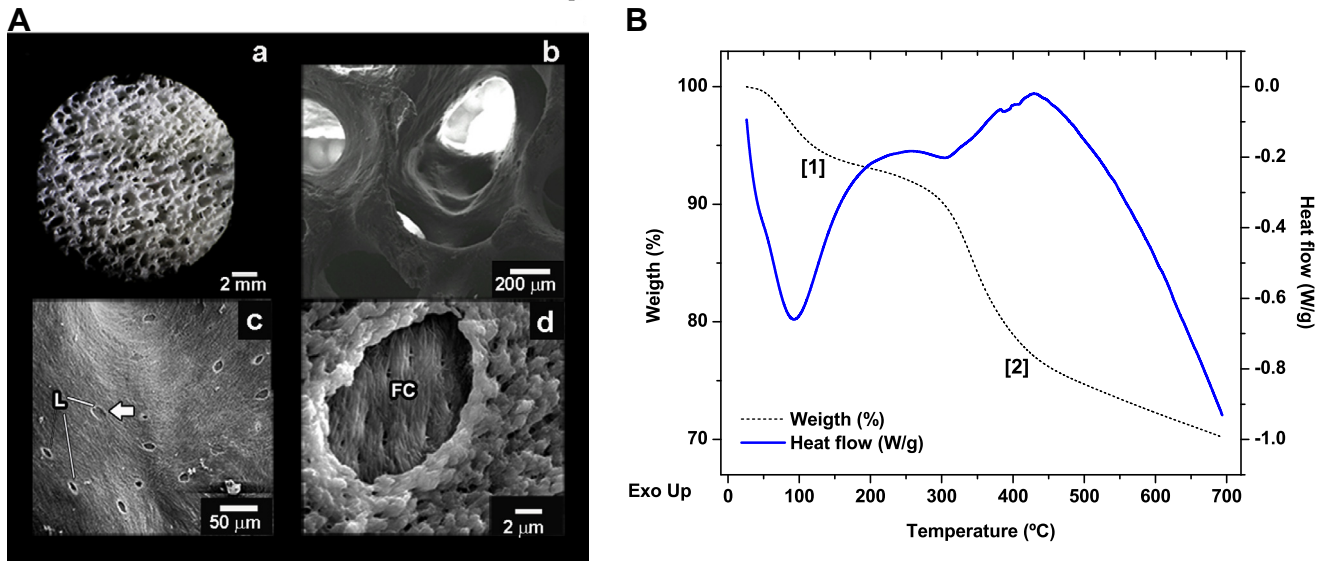 A
a
2 mm
b
200 μm
c
L
50 μm
d
FC
2 μm
B
100
90
80
70
Weigth (%)
[1]
[2]
Weigth (%)
Heat flow (W/g)
0.0
-0.2
-0.4
-0.6
-0.8
-1.0
Heat flow (W/g)
Exo Up
0 100 200 300 400 500 600 700
Temperature (ºC)